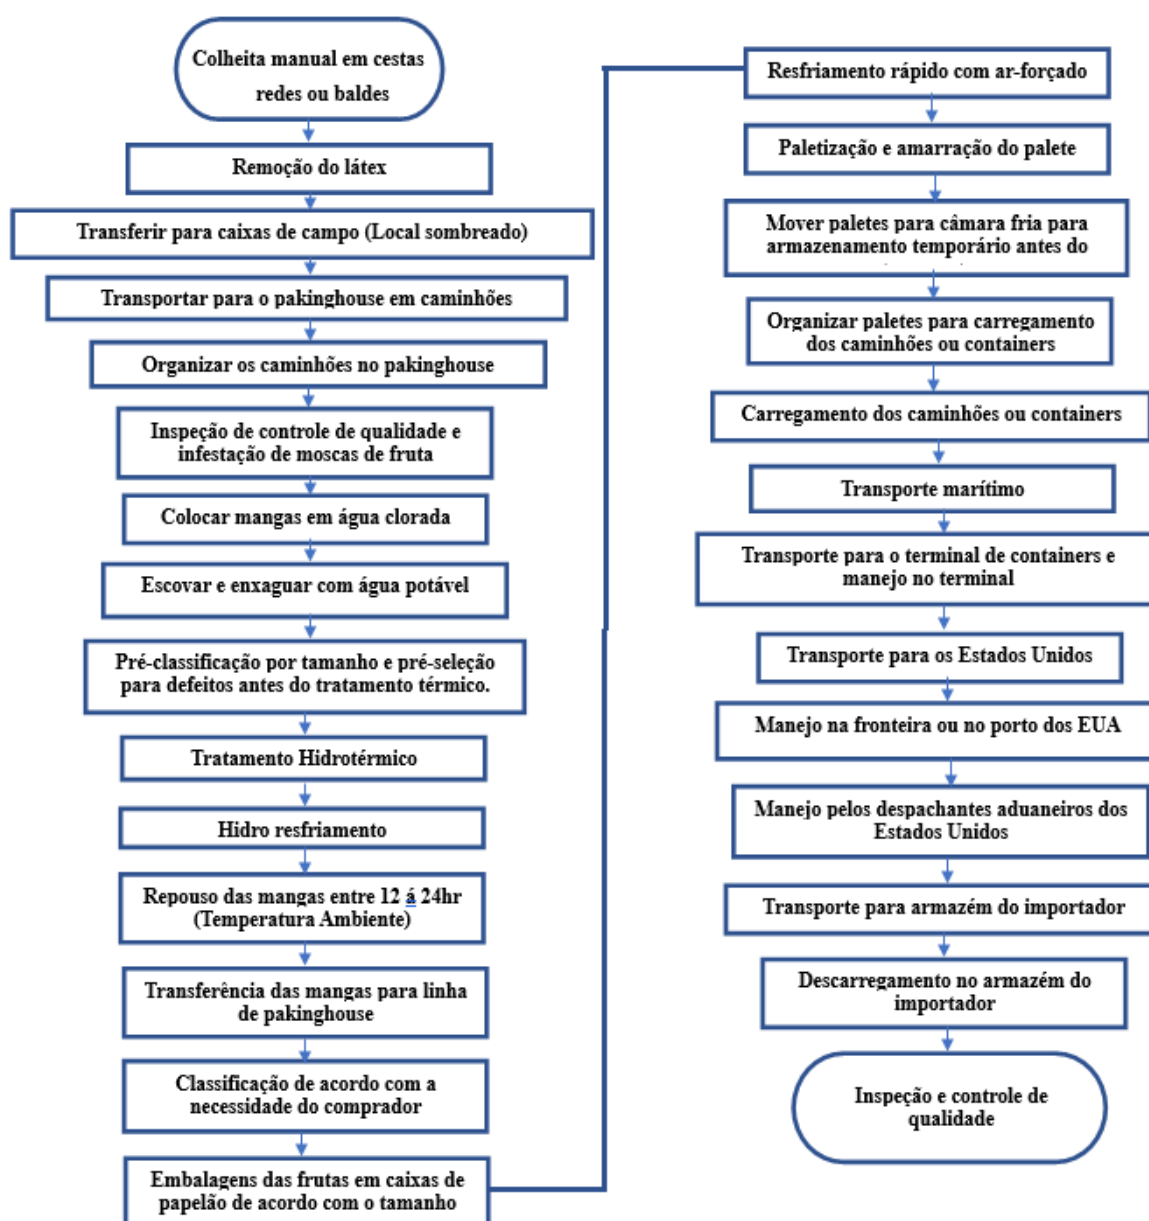 Colheita manual em cestas
redes ou baldes
Remoção do látex
Transferir para caixas de campo (Local sombreado)
Transportar para o pakinghouse em caminhões
Organizar os caminhões no pakinghouse
Inspeção de controle de qualidade e
infestação de moscas de fruta
Colocar mangas em água clorada
Escovar e enxaguar com água potável
Pré-classificação por tamanho e pré-seleção
para defeitos antes do tratamento térmico.
Tratamento Hidrotérmico
Hidro resfriamento
Repouso das mangas entre 12 á 24hr
(Temperatura Ambiente)
Transferência das mangas para linha
de pakinghouse
Classificação de acordo com a
necessidade do comprador
Embalagens das frutas em caixas de
papelão de acordo com o tamanho
Resfriamento rápido com ar-forçado
Paletização e amarração do palete
Mover paletes para câmara fria para
armazenamento temporário antes do
Organizar paletes para carregamento
dos caminhões ou containers
Carregamento dos caminhões ou containers
Transporte marítimo
Transporte para o terminal de containers e
manejo no terminal
Transporte para os Estados Unidos
Manejo na fronteira ou no porto dos EUA
Manejo pelos despachantes aduaneiros dos
Estados Unidos
Transporte para armazém do importador
Descarregamento no armazém do
importador
Inspeção e controle de
qualidade